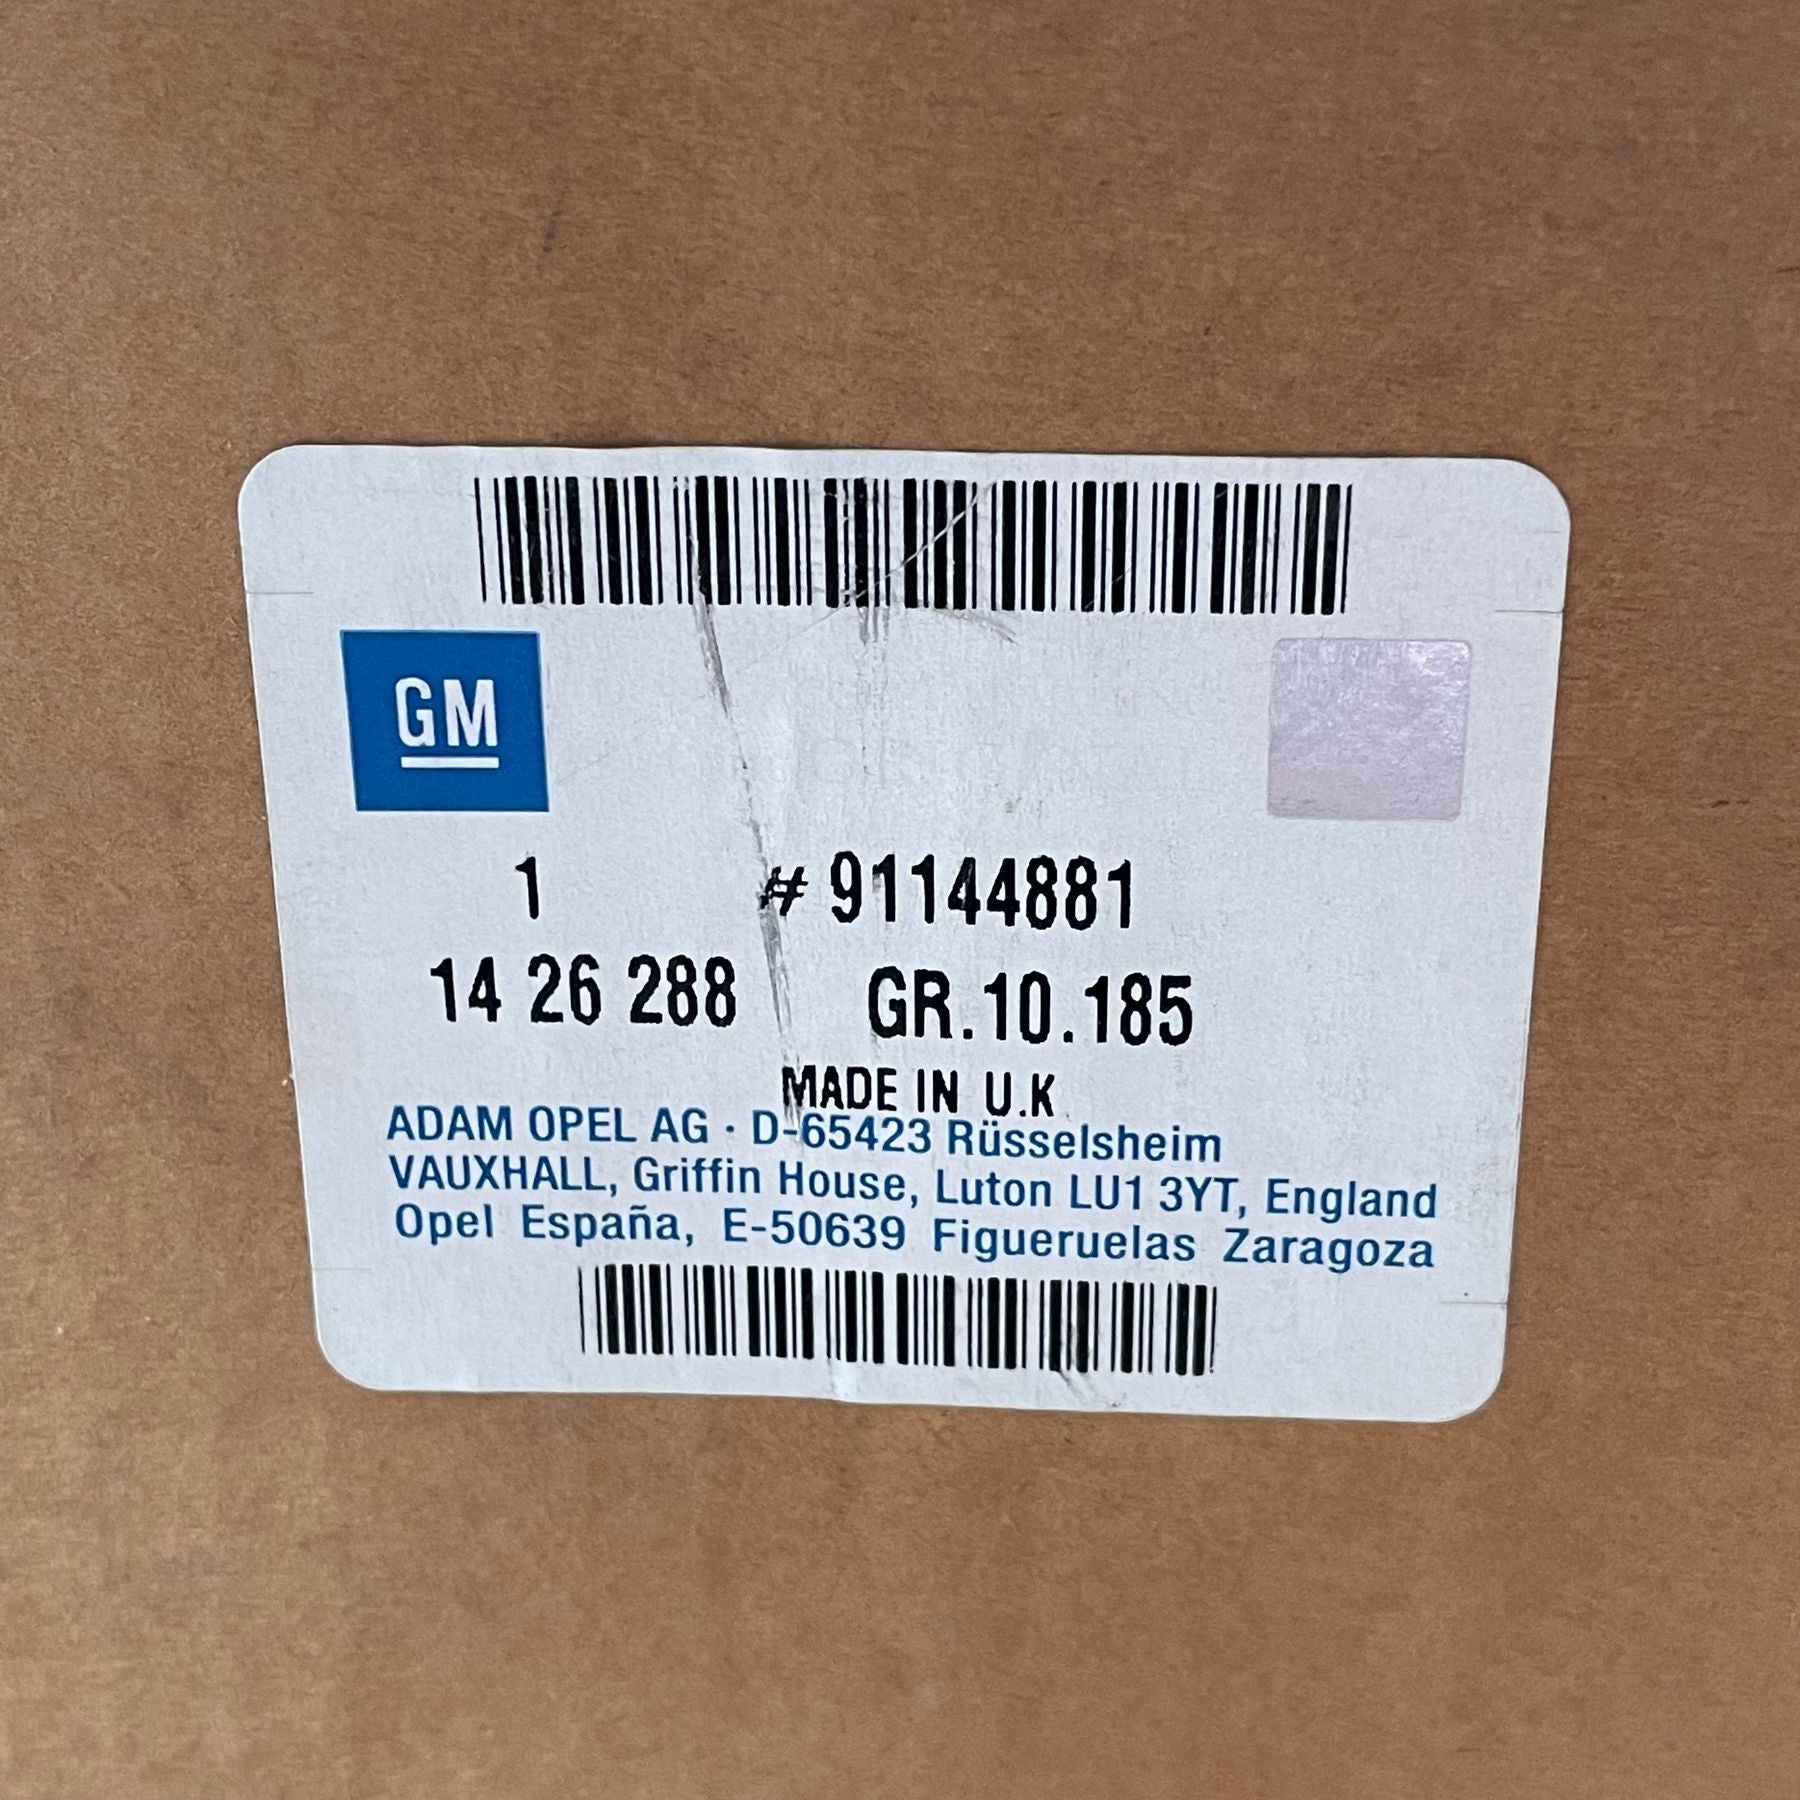 GM
1 # 91144881
14 26 288 GR.10.185
MADE IN U.K
ADAM OPEL AG · D-65423 Rüsselsheim
VAUXHALL, Griffin House, Luton LU1 3YT, England
Opel España, E-50639 Figueruelas Zaragoza